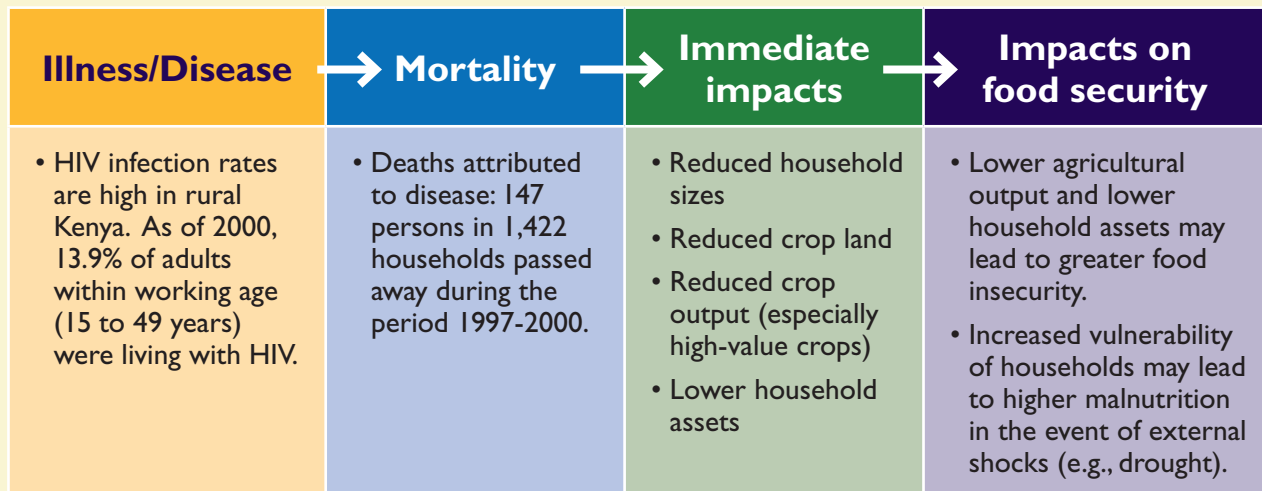 Illness/Disease
Mortality
Immediate
impacts
Impacts on
food security
• HIV infection rates
are high in rural
Kenya. As of 2000,
13.9% of adults
within working age
(15 to 49 years)
were living with HIV.
• Deaths attributed
to disease: 147
persons in 1,422
households passed
away during the
period 1997-2000.
• Reduced household
sizes
• Reduced crop land
• Reduced crop
output (especially
high-value crops)
• Lower household
assets
• Lower agricultural
output and lower
household assets may
lead to greater food
insecurity.
• Increased vulnerability
of households may lead
to higher malnutrition
in the event of external
shocks (e.g., drought).